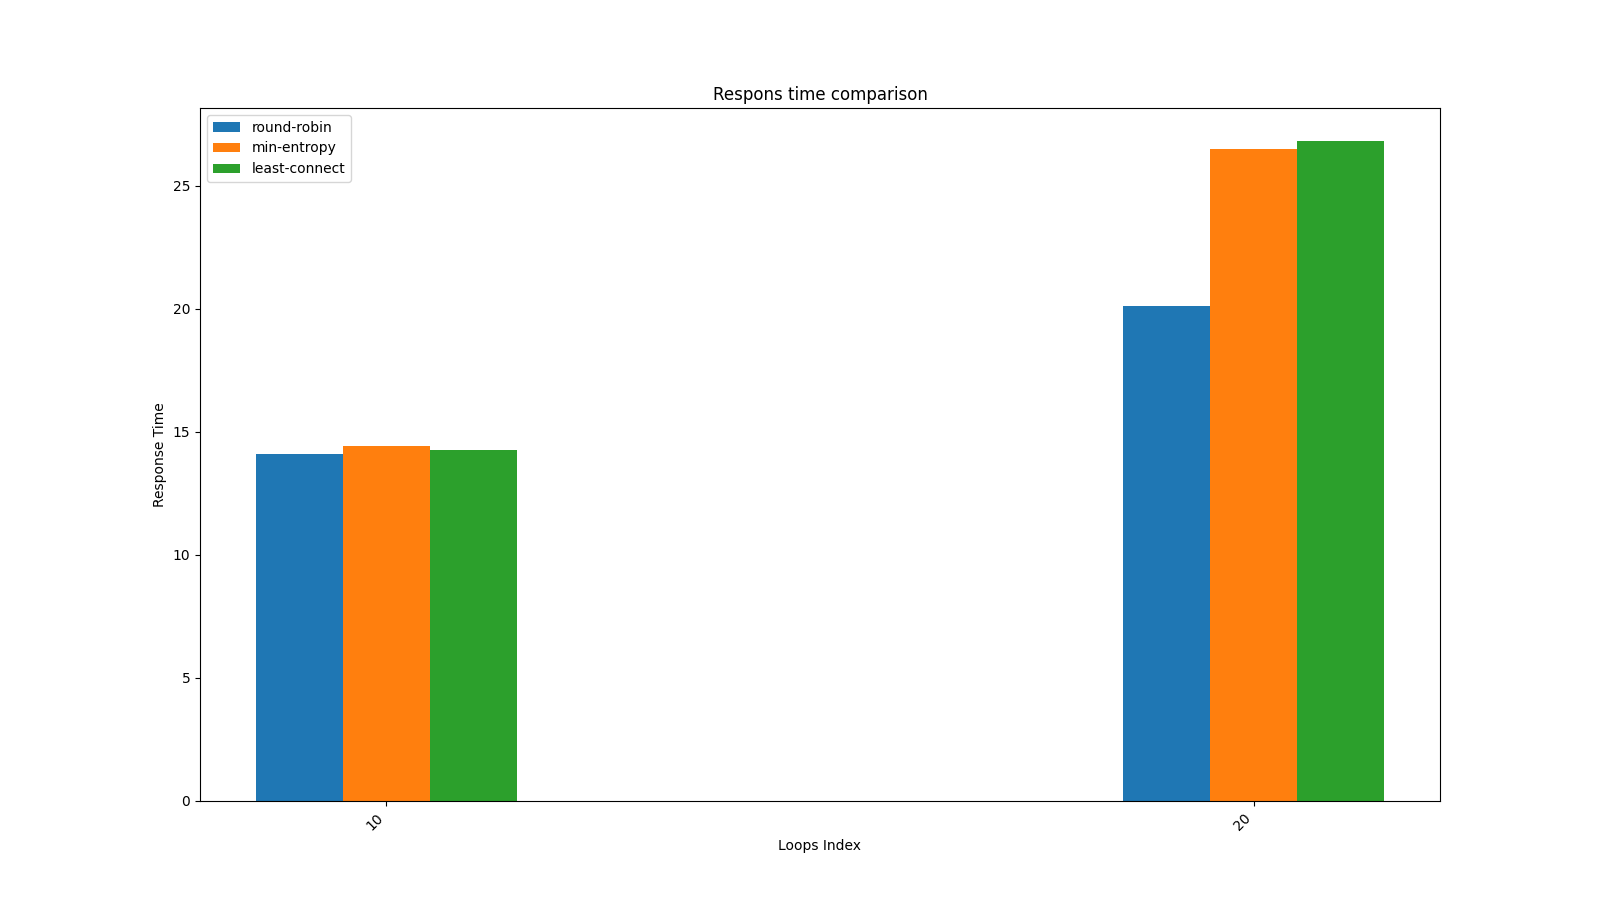 Respons time comparison
round-robin
min-entropy
least-connect
25
20
15
10
5
0
Response Time
10
20
Loops Index